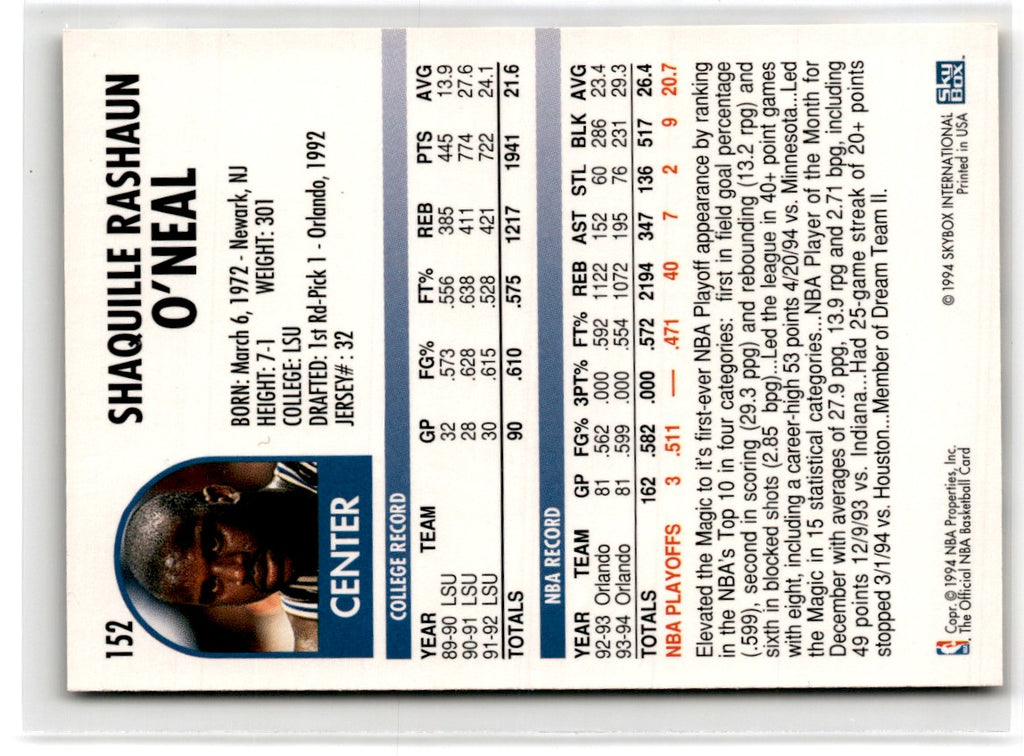 152
SHAQUILLE RASHAUN
O'NEAL
BORN: March 6, 1972 - Newark, NJ
HEIGHT: 7-1 WEIGHT: 301
COLLEGE: LSU
DRAFTED: 1st Rd-Pick 1 - Orlando, 1992
JERSEY#: 32
CENTER
COLLEGE RECORD
YEAR TEAM GP FG% FT% REB PTS AVG
89-90 LSU 32 .573 .556 385 445 13.9
90-91 LSU 28 .628 .638 411 774 27.6
91-92 LSU 30 .615 .528 421 722 24.1
TOTALS 90 .610 .575 1217 1941 21.6
NBA RECORD
YEAR TEAM GP FG% 3PT% FT% REB AST STL BLK AVG
92-93 Orlando 81 .562 .000 .592 1122 152 60 286 23.4
93-94 Orlando 81 .599 .000 .554 1072 195 76 231 29.3
TOTALS 162 .582 .000 .572 2194 347 136 517 26.4
NBA PLAYOFFS 3 .511 — .471 40 7 2 9 20.7
Elevated the Magic to it's first-ever NBA Playoff appearance by ranking
in the NBA's Top 10 in four categories: first in field goal percentage
(.599), second in scoring (29.3 ppg) and rebounding (13.2 rpg) and
sixth in blocked shots (2.85 bpg)...Led the league in 40+ point games
with eight, including a career-high 53 points 4/20/94 vs. Minnesota...Led
the Magic in 15 statistical categories...NBA Player of the Month for
December with averages of 27.9 ppg, 13.9 rpg and 2.71 bpg, including
49 points 12/9/93 vs. Indiana...Had 25-game streak of 20+ points
stopped 3/1/94 vs. Houston...Member of Dream Team II.
Copr. © 1994 NBA Properties, Inc.
The Official NBA Basketball Card
© 1994 SKYBOX INTERNATIONAL
Printed in USA
SkyBox